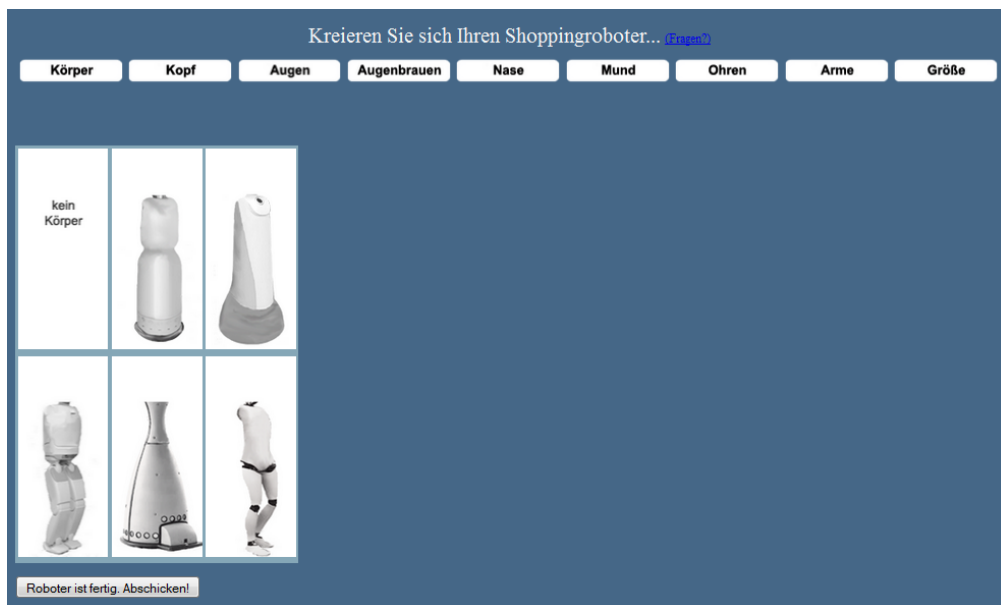 Kreieren Sie sich Ihren Shoppingroboter... (Fragen?)
Körper Kopf Augen Augenbrauen Nase Mund Ohren Arme Größe
kein
Körper
Roboter ist fertig. Abschicken!